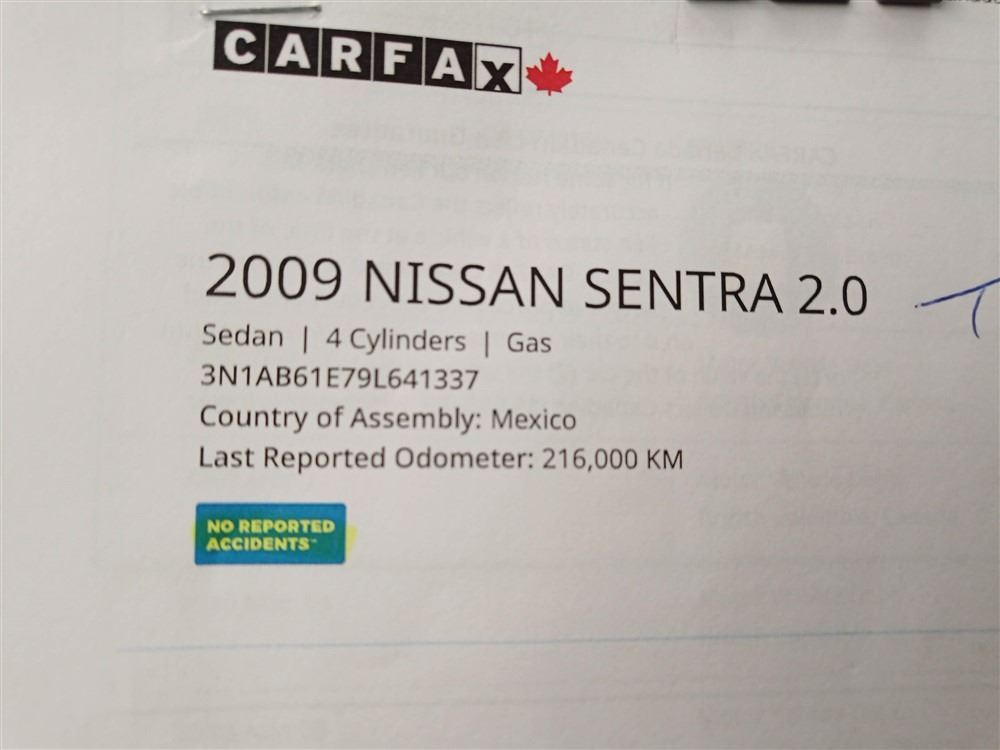 CARFAX
2009 NISSAN SENTRA 2.0
Sedan | 4 Cylinders | Gas
3N1AB61E79L641337
Country of Assembly: Mexico
Last Reported Odometer: 216,000 KM
NO REPORTED
ACCIDENTS™